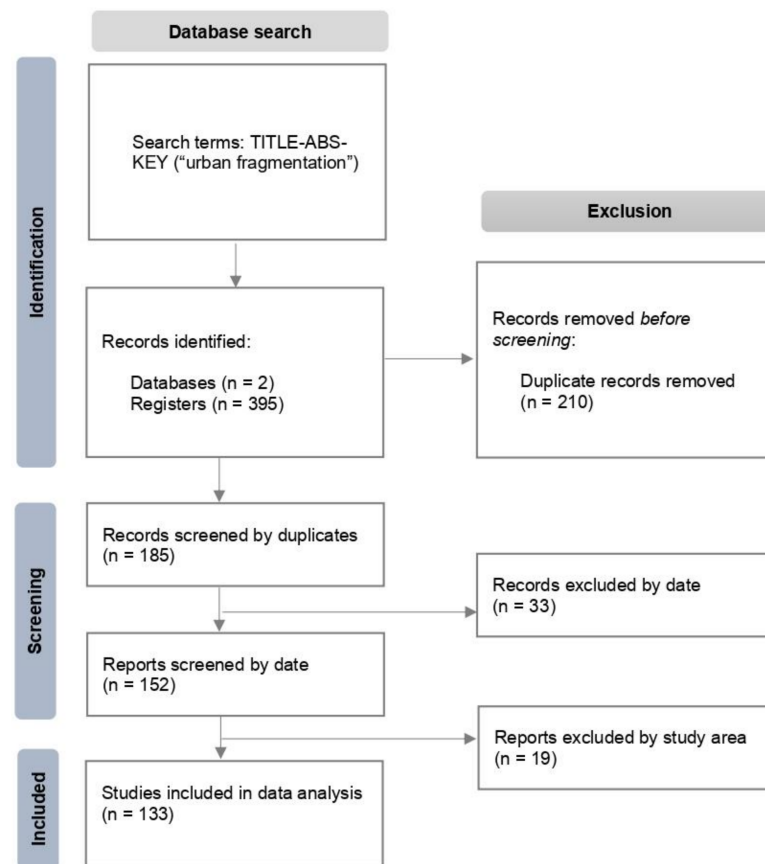 Database search
Identification
Search terms: TITLE-ABS-
KEY (“urban fragmentation”)
Exclusion
Records identified:
Databases (n = 2)
Registers (n = 395)
Records removed before
screening:
Duplicate records removed
(n = 210)
Screening
Records screened by duplicates
(n = 185)
Records excluded by date
(n = 33)
Reports screened by date
(n = 152)
Reports excluded by study area
(n = 19)
Included
Studies included in data analysis
(n = 133)